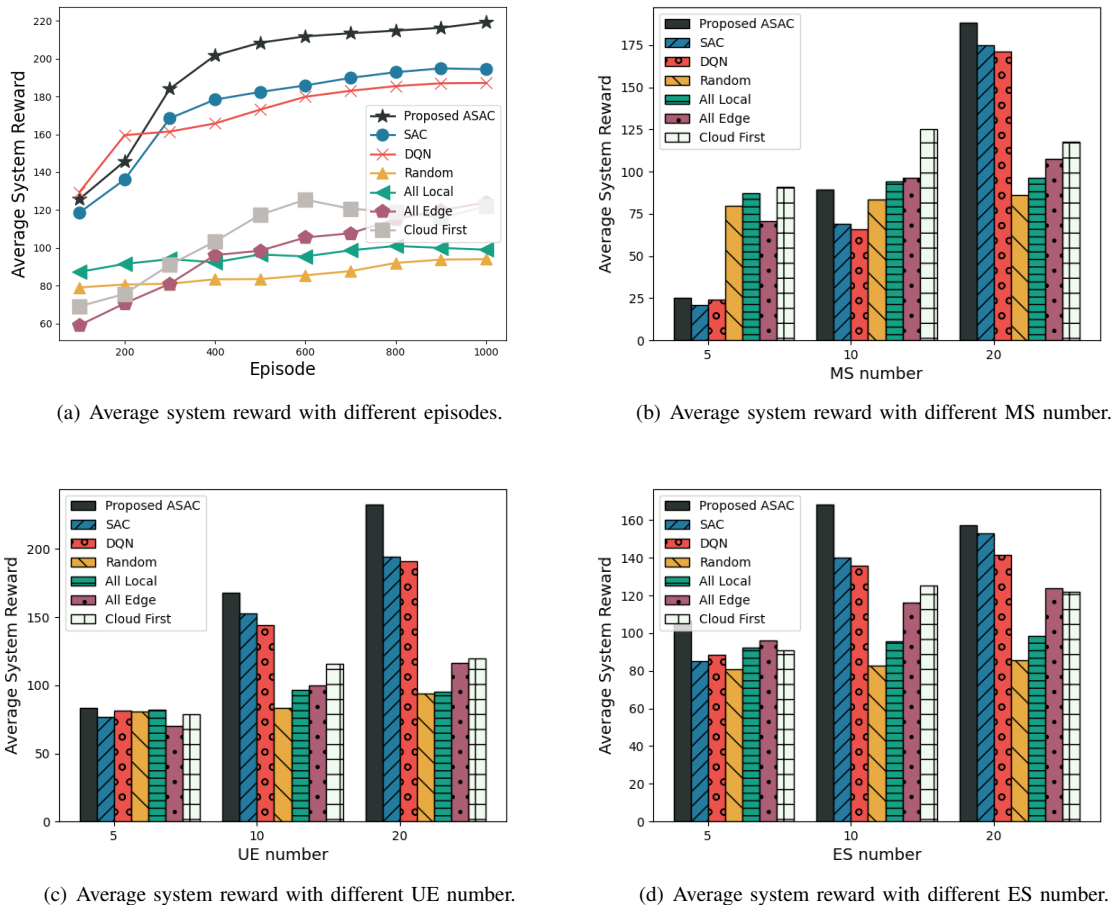 220
200
180
160
140
120
100
80
60
Average System Reward
Proposed ASAC
SAC
DQN
Random
All Local
All Edge
Cloud First
200
400
600
800
1000
Episode
(a) Average system reward with different episodes.
175
150
125
100
75
50
25
0
Average System Reward
Proposed ASAC
SAC
DQN
Random
All Local
All Edge
Cloud First
5
10
20
MS number
(b) Average system reward with different MS number.
200
150
100
50
0
Average System Reward
Proposed ASAC
SAC
DQN
Random
All Local
All Edge
Cloud First
5
10
20
UE number
(c) Average system reward with different UE number.
160
140
120
100
80
60
40
20
0
Average System Reward
Proposed ASAC
SAC
DQN
Random
All Local
All Edge
Cloud First
5
10
20
ES number
(d) Average system reward with different ES number.